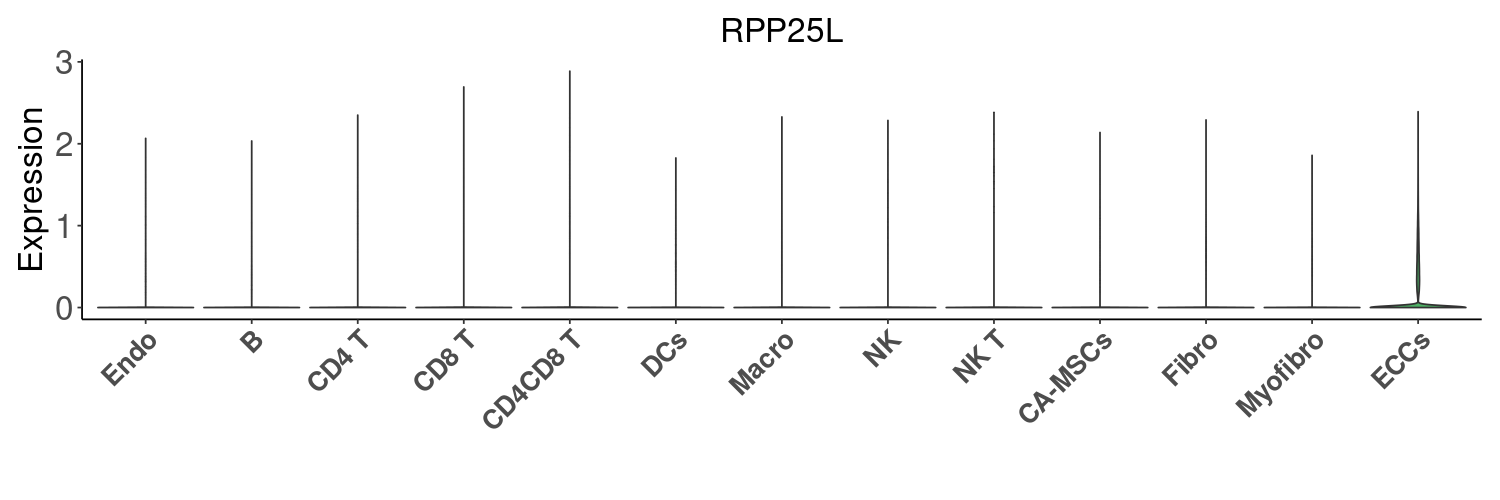 RPP25L
Expression
3
2
1
0
Endo
B
CD4 T
CD8 T
CD4CD8 T
DCs
Macro
NK
NK T
CA-MSCs
Fibro
Myofibro
ECCs